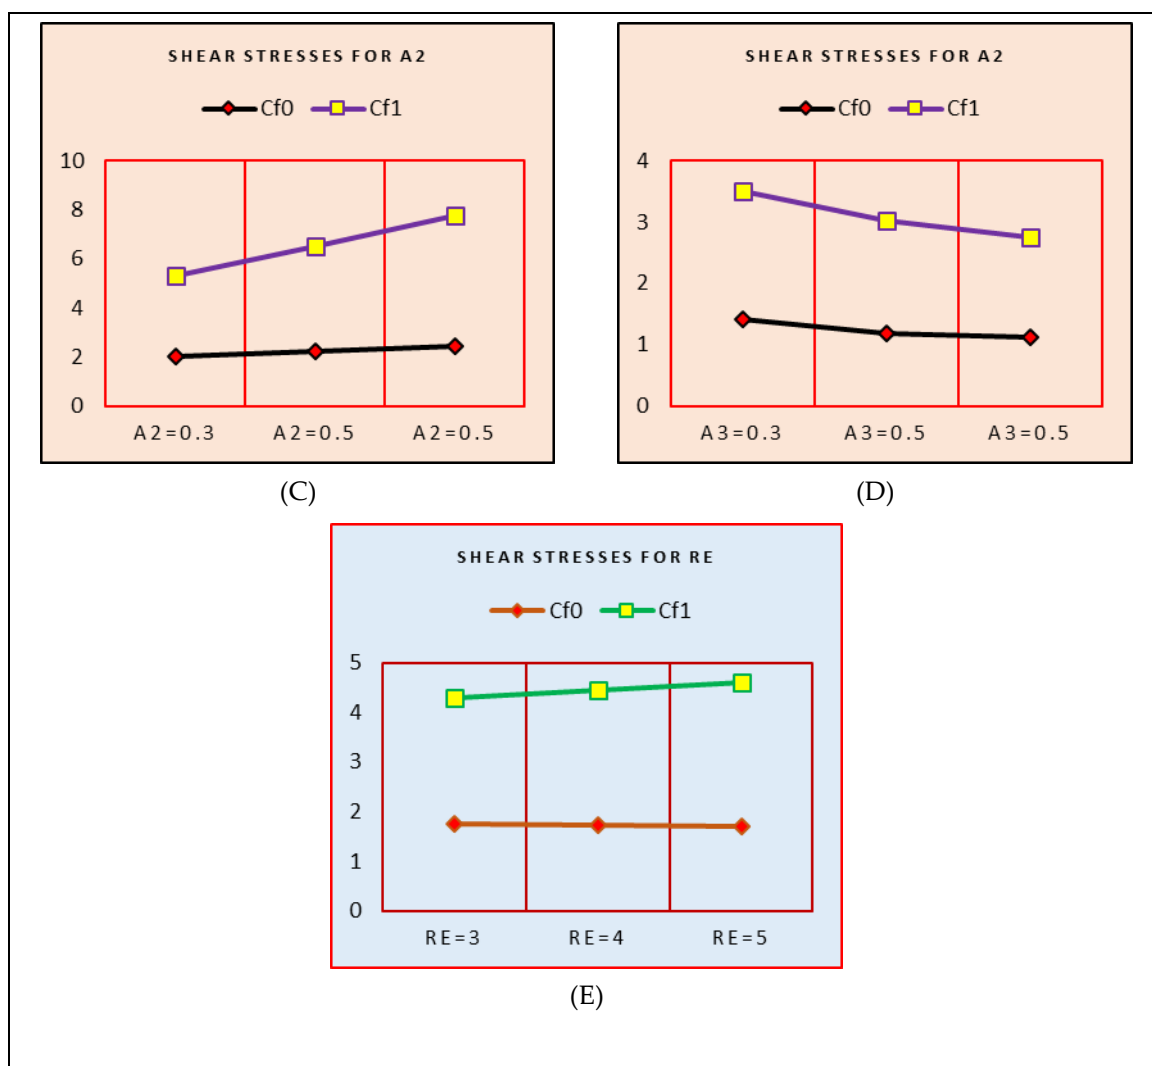 SHEAR STRESSES FOR A2
Cf0 Cf1
10
8
6
4
2
0
A2=0.3 A2=0.5 A2=0.5
(C)
SHEAR STRESSES FOR A2
Cf0 Cf1
4
3
2
1
0
A3=0.3 A3=0.5 A3=0.5
(D)
SHEAR STRESSES FOR RE
Cf0 Cf1
5
4
3
2
1
0
RE=3 RE=4 RE=5
(E)